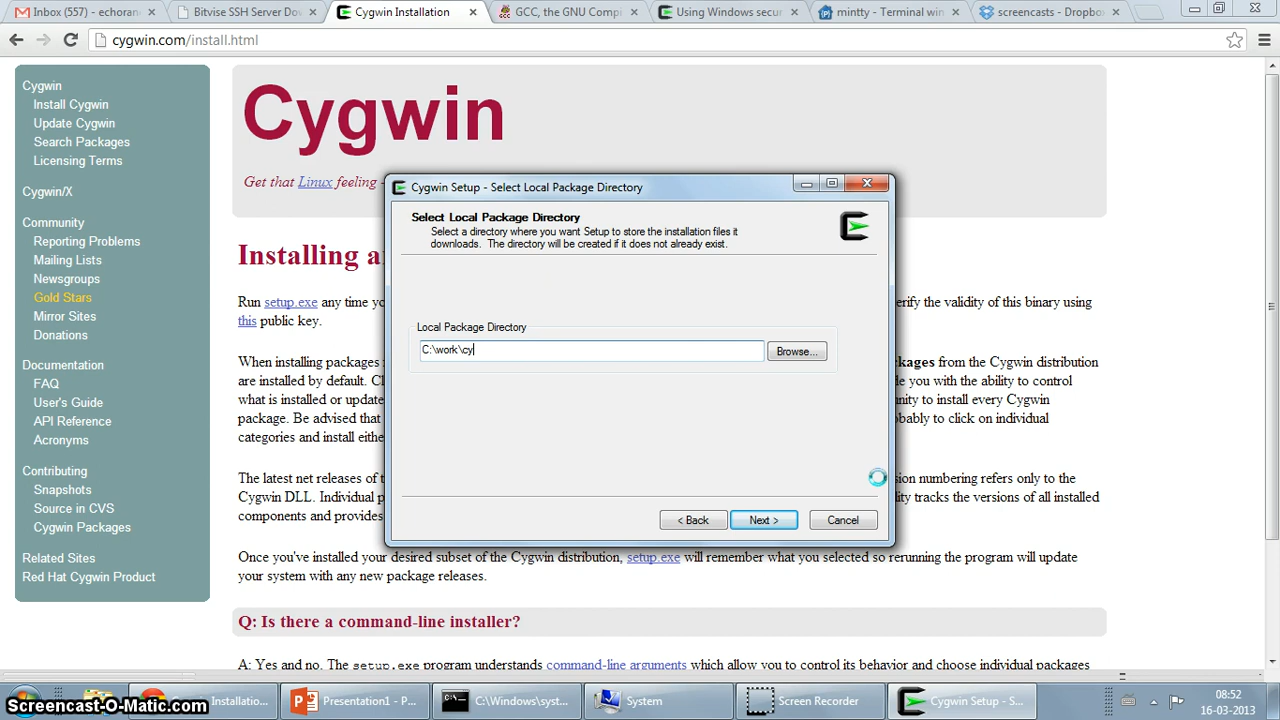 Inbox (557) - echoran
Bitvise SSH Server Do
Cygwin Installation
GCC, the GNU Compi
Using Windows secur
mintty - Terminal win
screencasts - Dropbo
cygwin.com/install.html
Cygwin
Install Cygwin
Update Cygwin
Search Packages
Licensing Terms
Cygwin/X
Community
Reporting Problems
Mailing Lists
Newsgroups
Gold Stars
Mirror Sites
Donations
Documentation
FAQ
User's Guide
API Reference
Acronyms
Contributing
Snapshots
Source in CVS
Cygwin Packages
Related Sites
Red Hat Cygwin Product
Cygwin
Get that Linux feeling -
Installing a
Run setup.exe any time yo
erify the validity of this binary using
this public key.
When installing packages
ckages from the Cygwin distribution
are installed by default. Cl
de you with the ability to control
what is installed or update
unity to install every Cygwin
package. Be advised that
obably to click on individual
categories and install eithe
The latest net releases of t
sion numbering refers only to the
Cygwin DLL. Individual p
lity tracks the versions of all installed
components and provides
Once you've installed your desired subset of the Cygwin distribution, setup.exe will remember what you selected so rerunning the program will update
your system with any new package releases.
Q: Is there a command-line installer?
A: Yes and no. The setup.exe program understands command-line arguments which allow you to control its behavior and choose individual packages
Cygwin Setup - Select Local Package Directory
Select Local Package Directory
Select a directory where you want Setup to store the installation files it
downloads. The directory will be created if it does not already exist.
Local Package Directory
C:\work\cy
Browse...
< Back
Next >
Cancel
Cygwin Installatio...
Presentation1 - P...
C:\Windows\syst...
System
Screen Recorder
Cygwin Setup - S...
08:52
16-03-2013
Screencast-O-Matic.com